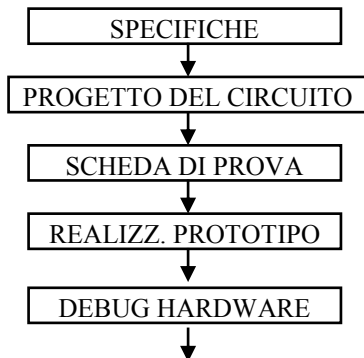 SPECIFICHE
PROGETTO DEL CIRCUITO
SCHEDA DI PROVA
REALIZZ. PROTOTIPO
DEBUG HARDWARE